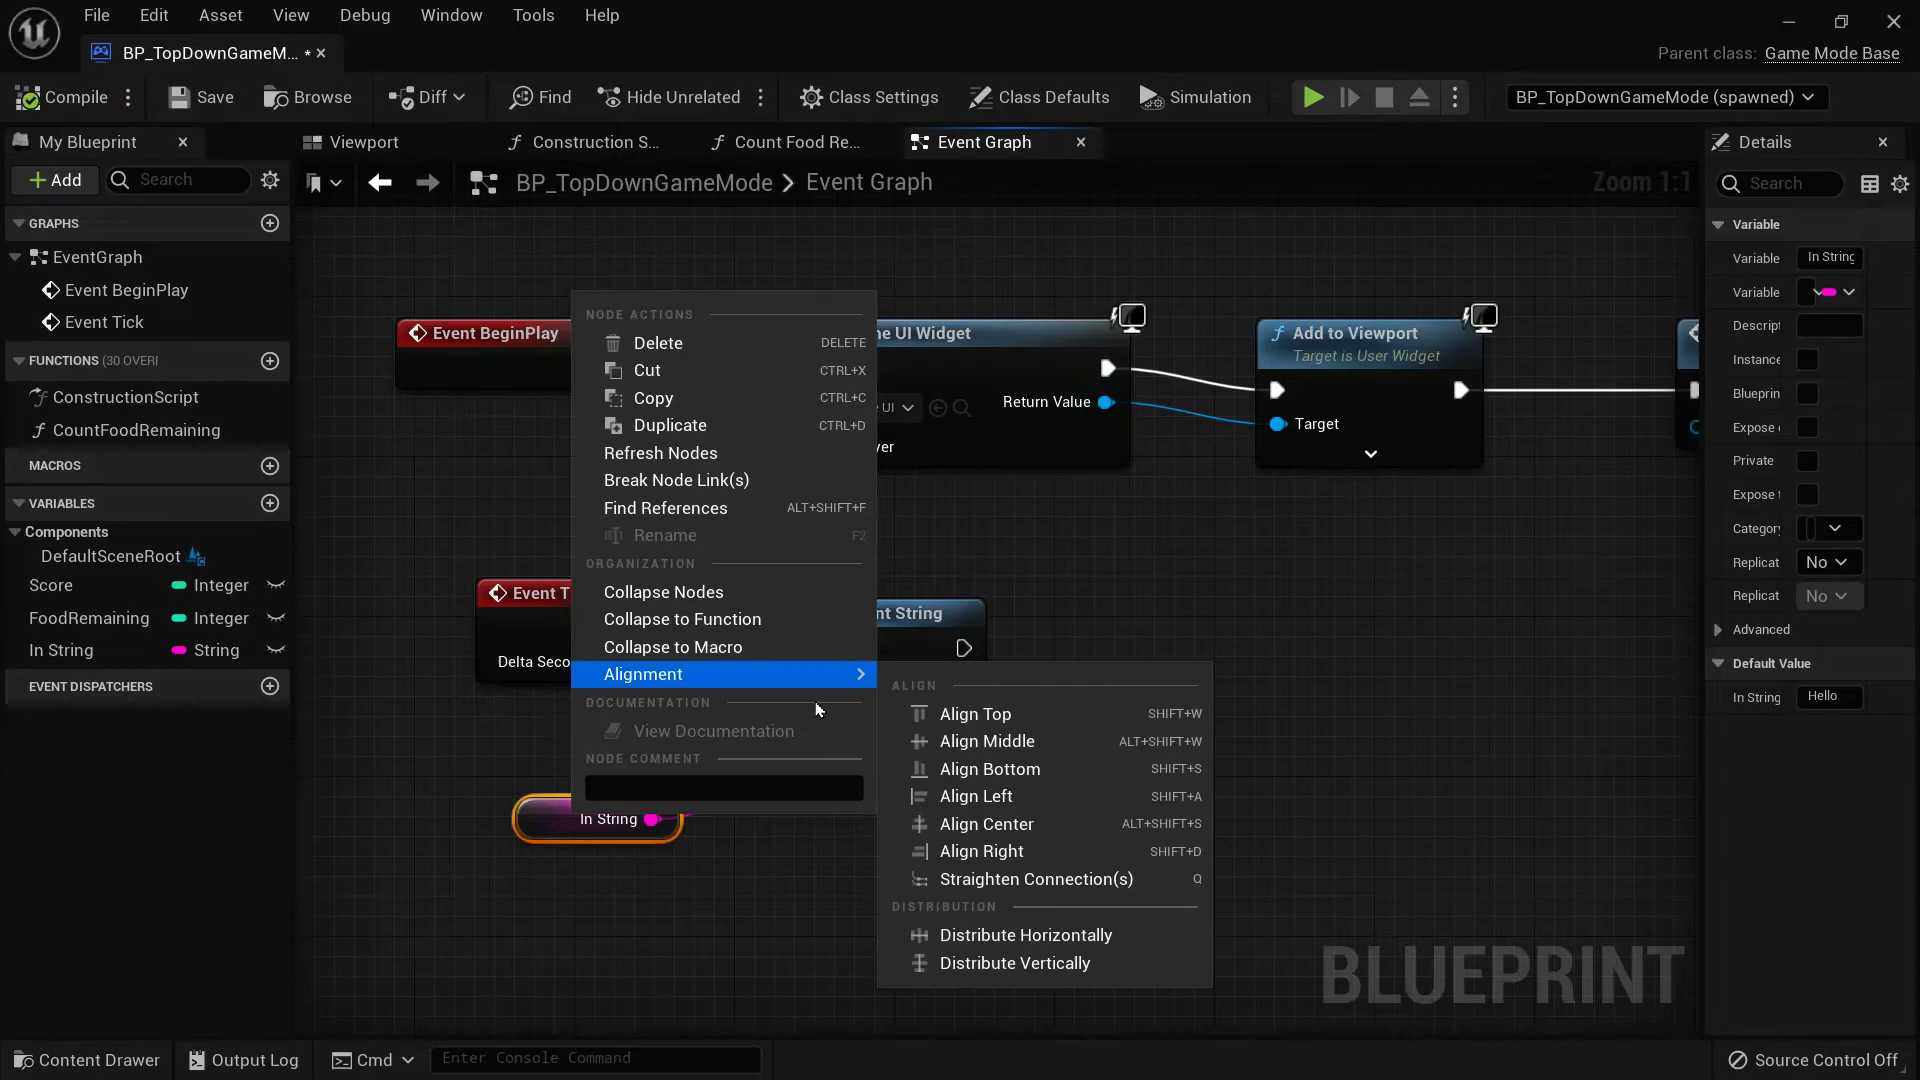 File Edit Asset View Debug Window Tools Help
BP_TopDownGameM... •
Parent class: Game Mode Base
Compile Save Browse Diff Find Hide Unrelated Class Settings Class Defaults Simulation BP_TopDownGameMode (spawned)
My Blueprint Viewport Construction S... Count Food Re... Event Graph Details
Add Search BP_TopDownGameMode Event Graph Zoom 1:1 Search
GRAPHS
EventGraph
Event BeginPlay
Event Tick
FUNCTIONS (30 OVERI
ConstructionScript
CountFoodRemaining
MACROS
VARIABLES
Components
DefaultSceneRoot
Score Integer
FoodRemaining Integer
In String String
EVENT DISPATCHERS
Event BeginPlay
ne UI Widget
e UI
Return Value
er
Add to Viewport
Target is User Widget
Target
Event T
Delta Seco
nt String
In String
NODE ACTIONS
Delete DELETE
Cut CTRL+X
Copy CTRL+C
Duplicate CTRL+D
Refresh Nodes
Break Node Link(s)
Find References ALT+SHIFT+F
Rename F2
ORGANIZATION
Collapse Nodes
Collapse to Function
Collapse to Macro
Alignment
DOCUMENTATION
View Documentation
NODE COMMENT
ALIGN
Align Top SHIFT+W
Align Middle ALT+SHIFT+W
Align Bottom SHIFT+S
Align Left SHIFT+A
Align Center ALT+SHIFT+S
Align Right SHIFT+D
Straighten Connection(s) Q
DISTRIBUTION
Distribute Horizontally
Distribute Vertically
BLUEPRINT
Variable
Variable In String
Variable
Descript
Instance
Blueprin
Expose
Private
Expose t
Category
Replicat No
Replicat No
Advanced
Default Value
In String Hello
Content Drawer Output Log Cmd Enter Console Command Source Control Off